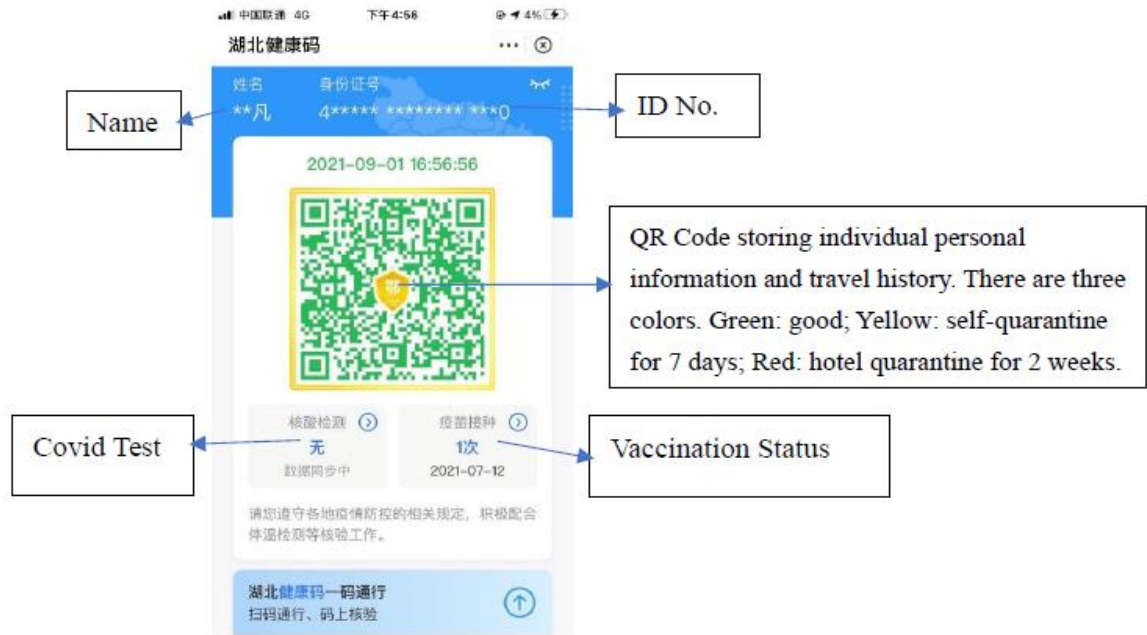 中国联通 4G 下午4:56 4%
湖北健康码
姓名 身份证号
**凡 4***** ******** ***0
Name
ID No.
2021-09-01 16:56:56
鄂
QR Code storing individual personal
information and travel history. There are three
colors. Green: good; Yellow: self-quarantine
for 7 days; Red: hotel quarantine for 2 weeks.
核酸检测 疫苗接种
Covid Test
无 1次
Vaccination Status
数据同步中 2021-07-12
请您遵守各地疫情防控的相关规定，积极配合
体温检测等核验工作。
湖北健康码一码通行
扫码通行、码上核验